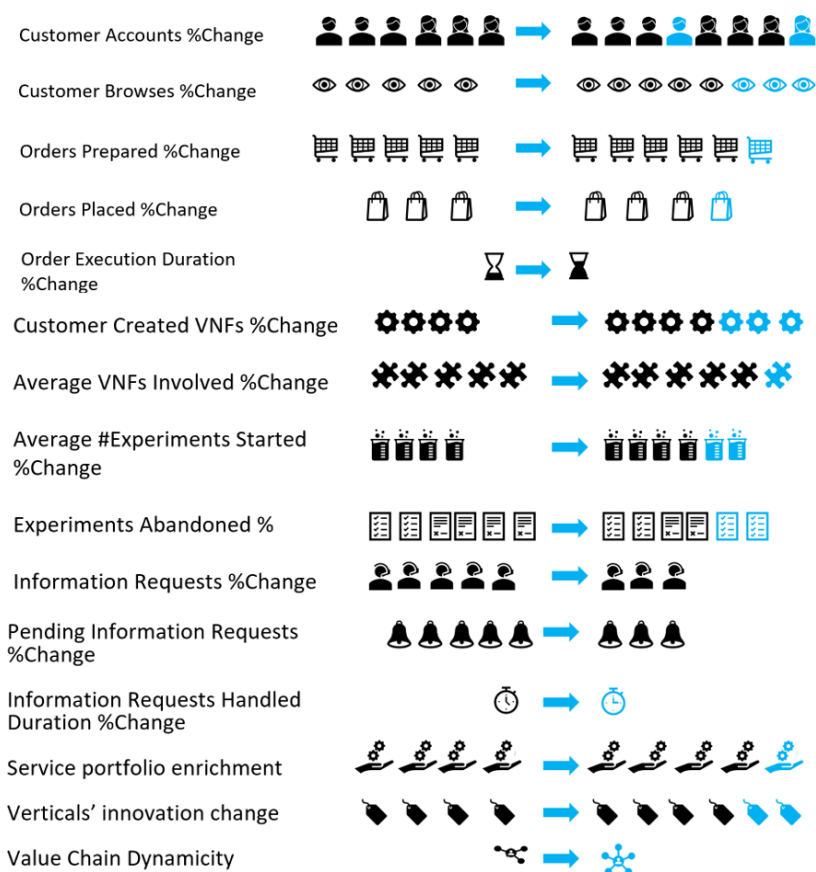 Customer Accounts %Change
Customer Browses %Change
Orders Prepared %Change
Orders Placed %Change
Order Execution Duration
%Change
Customer Created VNFs %Change
Average VNFs Involved %Change
Average #Experiments Started
%Change
Experiments Abandoned %
Information Requests %Change
Pending Information Requests
%Change
Information Requests Handled
Duration %Change
Service portfolio enrichment
Verticals’ innovation change
Value Chain Dynamicity